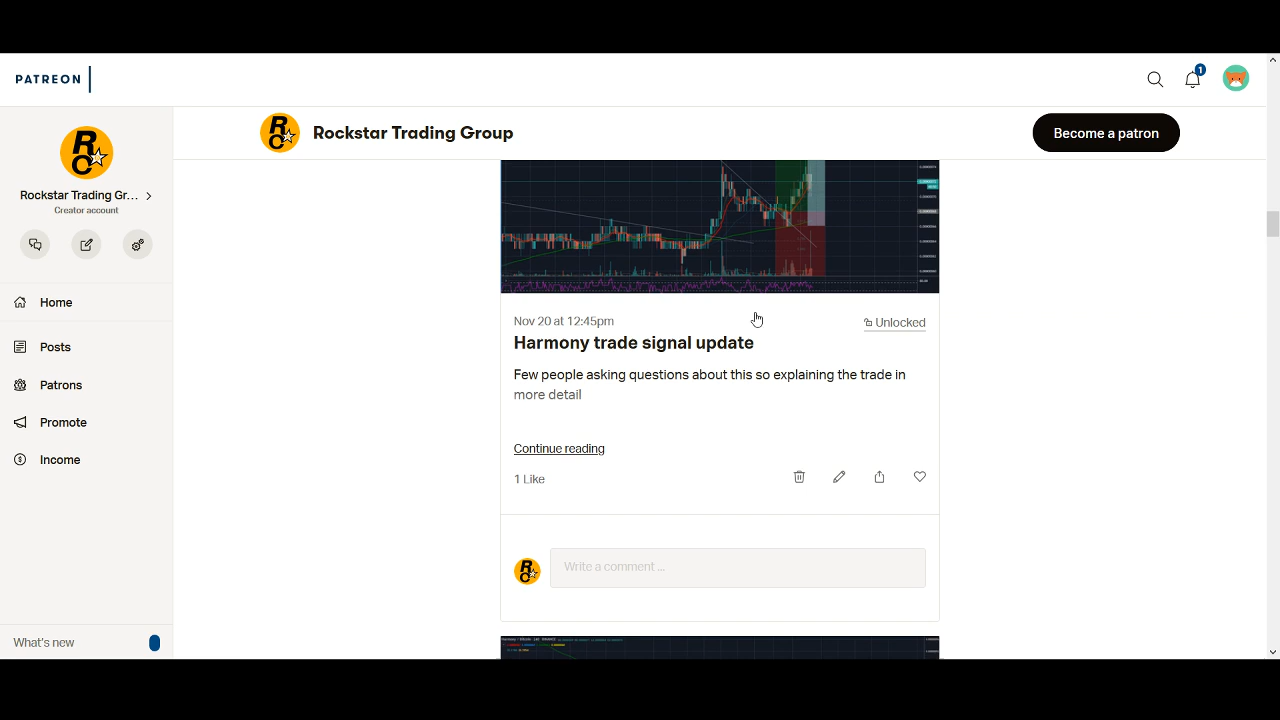 PATREON
1
Rockstar Trading Group
Become a patron
Rockstar Trading Gr...
Creator account
Home
Posts
Patrons
Promote
Income
What's new
Nov 20 at 12:45pm
Unlocked
Harmony trade signal update
Few people asking questions about this so explaining the trade in
more detail
Continue reading
1 Like
Write a comment ...